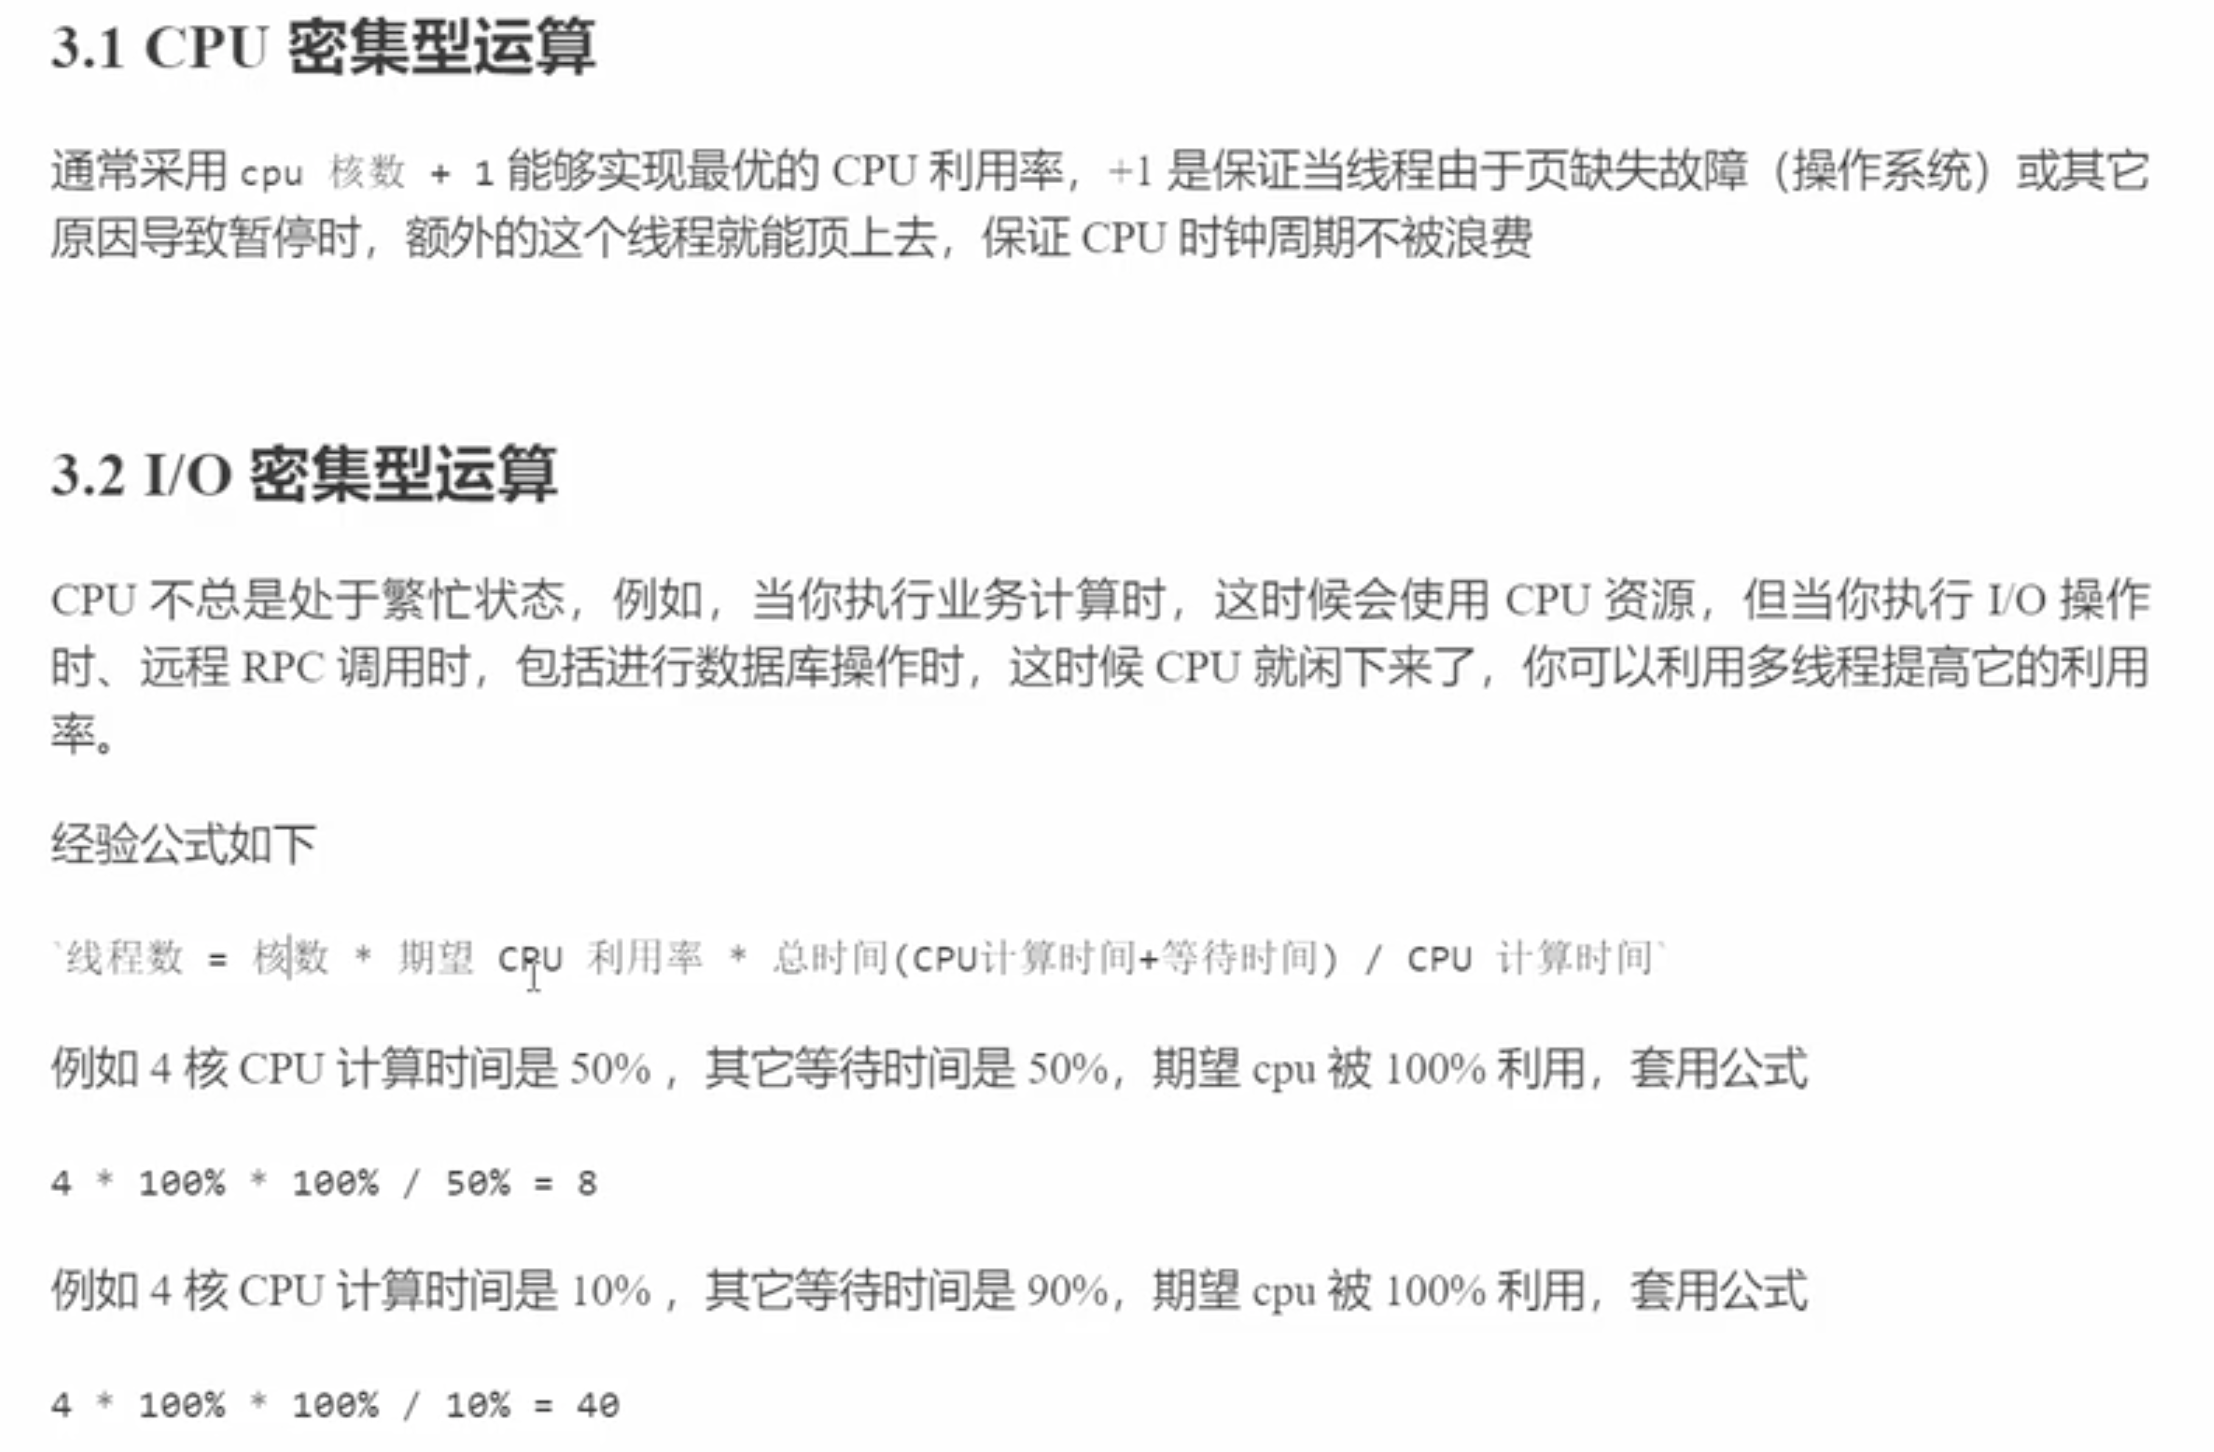 3.1 CPU 密集型运算
通常采用 cpu 核数 + 1 能够实现最优的 CPU 利用率，+1 是保证当线程由于页缺失故障（操作系统）或其它
原因导致暂停时，额外的这个线程就能顶上去，保证 CPU 时钟周期不被浪费
3.2 I/O 密集型运算
CPU 不总是处于繁忙状态，例如，当你执行业务计算时，这时候会使用 CPU 资源，但当你执行 I/O 操作
时、远程 RPC 调用时，包括进行数据库操作时，这时候 CPU 就闲下来了，你可以利用多线程提高它的利用
率。
经验公式如下
`线程数 = 核数 * 期望 CPU 利用率 * 总时间(CPU计算时间+等待时间) / CPU 计算时间`
例如 4 核 CPU 计算时间是 50% ，其它等待时间是 50%，期望 cpu 被 100% 利用，套用公式
4 * 100% * 100% / 50% = 8
例如 4 核 CPU 计算时间是 10% ，其它等待时间是 90%，期望 cpu 被 100% 利用，套用公式
4 * 100% * 100% / 10% = 40